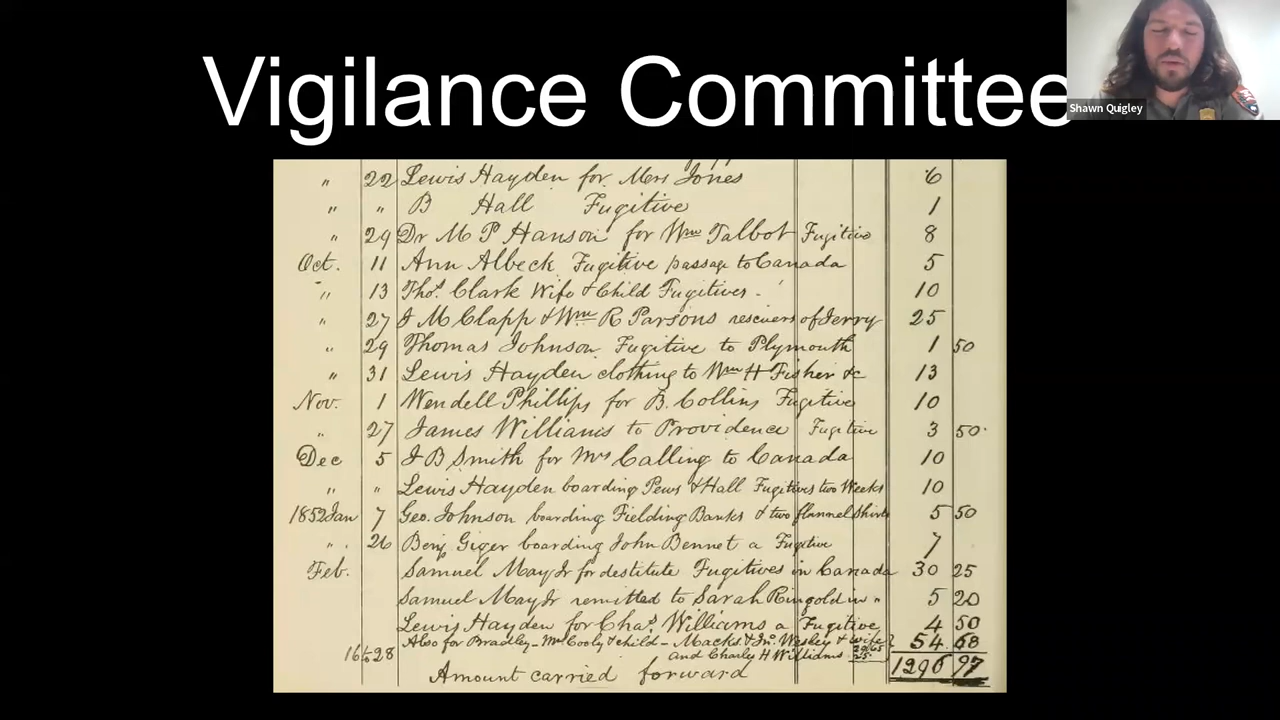 Vigilance Committee
Shawn Quigley
" 22 Lewis Hayden for Mrs Jones 6
" " B Hall Fugitive 1
" 29 Dr M P Hanson for Wm Talbot Fugitive 8
Oct. 11 Ann Albeck Fugitive passage to Canada 5
" 13 Thos. Clark Wife & Child Fugitives 10
" 27 J M Clapp & Wm R Parsons rescuers of Jerry 25
" 29 Thomas Johnson Fugitive to Plymouth 1 50
" 31 Lewis Hayden clothing to Wm H Fisher &c 13
Nov. 1 Wendell Phillips for B. Collins Fugitive 10
" 27 James Williams to Providence Fugitive 3 50
Dec 5 J B Smith for Mrs Calling to Canada 10
" " Lewis Hayden boarding & Hall Fugitives two Weeks 10
1852 Jan 7 Geo. Johnson boarding Fielding Banks & two flannel Shirts 5 50
" 26 Benj Giger boarding John Bennet a Fugitive 7
Feb. Samuel May Jr for destitute Fugitives in Canada 30 25
Samuel May Jr remitted to Sarah Ringold in " 5 20
Lewis Hayden for Chas Williams a Fugitive 4 50
Also for Bradley - Mrs Cooly & child - Macks & Jno. Wesley & wife 54 68
16 to 28 and Charly H Williams
1296 97
Amount carried forward